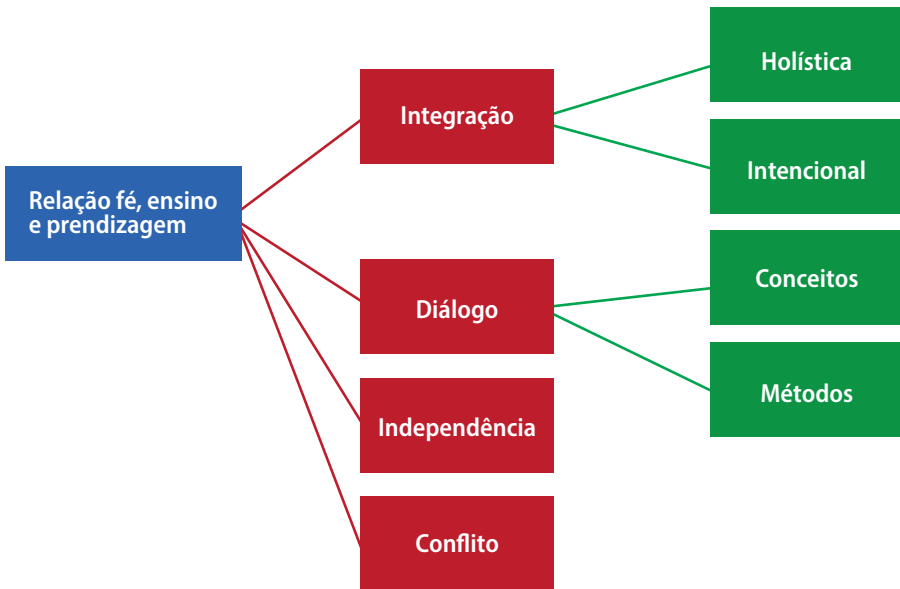 Relação fé, ensino
e prendizagem
Integração
Holística
Intencional
Diálogo
Conceitos
Métodos
Independência
Conflito